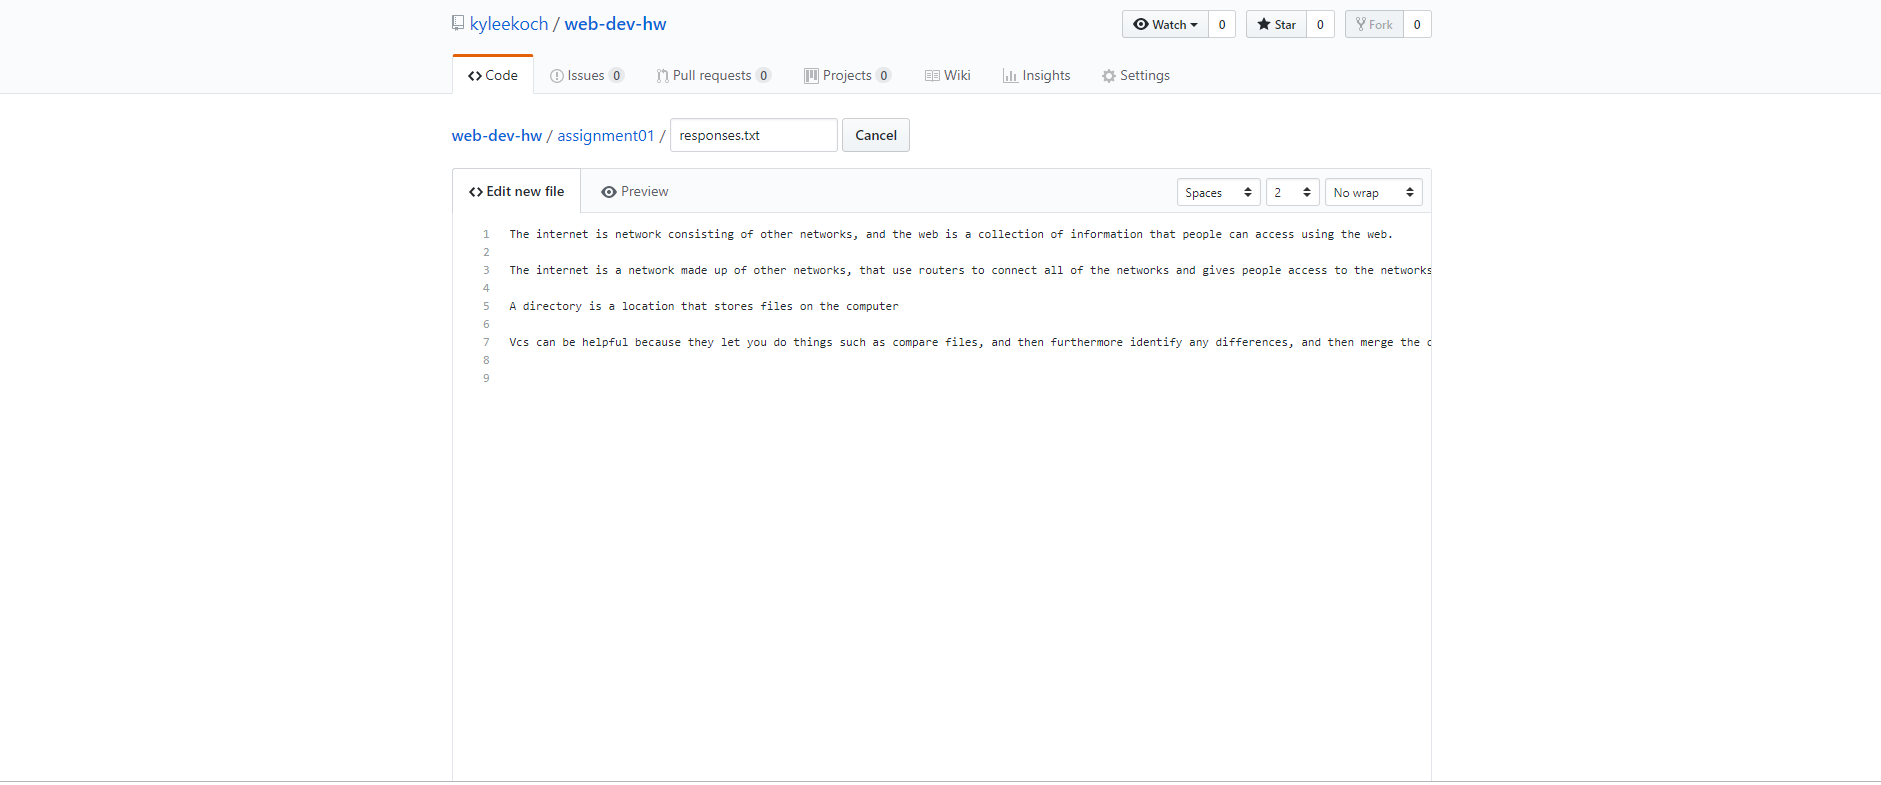 kyleekoch / web-dev-hw
Watch 0 Star 0 Fork 0
Code Issues 0 Pull requests 0 Projects 0 Wiki Insights Settings
web-dev-hw / assignment01 / responses.txt Cancel
Edit new file Preview Spaces 2 No wrap
1 The internet is network consisting of other networks, and the web is a collection of information that people can access using the web.
2
3 The internet is a network made up of other networks, that use routers to connect all of the networks and gives people access to the networks
4
5 A directory is a location that stores files on the computer
6
7 Vcs can be helpful because they let you do things such as compare files, and then furthermore identify any differences, and then merge the
8
9